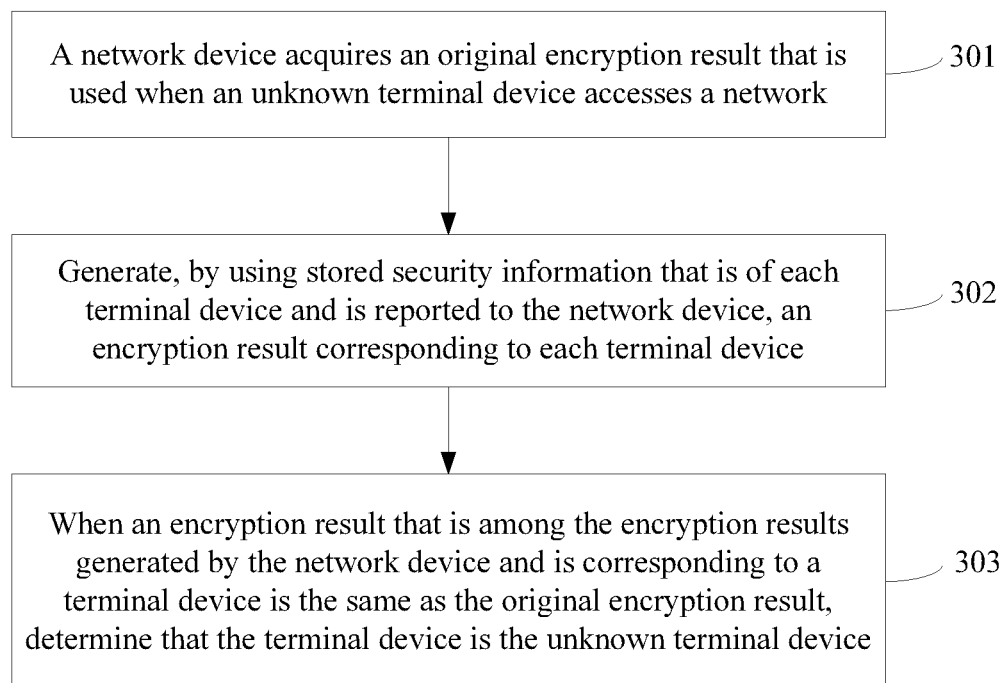 A network device acquires an original encryption result that is
used when an unknown terminal device accesses a network
301
Generate, by using stored security information that is of each
terminal device and is reported to the network device, an
encryption result corresponding to each terminal device
302
When an encryption result that is among the encryption results
generated by the network device and is corresponding to a
terminal device is the same as the original encryption result,
determine that the terminal device is the unknown terminal device
303